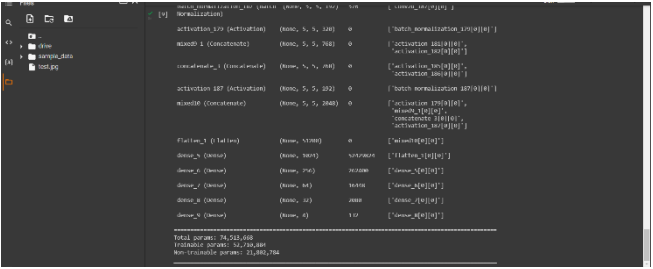 Files
..
drive
sample_data
test.jpg
[9] Normalization)
activation_179 (Activation) (None, 5, 5, 320) 0 ['batch_normalization_179[0][0]']
mixed9_1 (Concatenate) (None, 5, 5, 768) 0 ['activation_181[0][0]',
'activation_182[0][0]']
concatenate_3 (Concatenate) (None, 5, 5, 768) 0 ['activation_185[0][0]',
'activation_186[0][0]']
activation_187 (Activation) (None, 5, 5, 192) 0 ['batch_normalization_187[0][0]']
mixed10 (Concatenate) (None, 5, 5, 2048) 0 ['activation_179[0][0]',
'mixed9_1[0][0]',
'concatenate_3[0][0]',
'activation_187[0][0]']
flatten_1 (Flatten) (None, 51200) 0 ['mixed10[0][0]']
dense_5 (Dense) (None, 1024) 52429824 ['flatten_1[0][0]']
dense_6 (Dense) (None, 256) 262400 ['dense_5[0][0]']
dense_7 (Dense) (None, 64) 16448 ['dense_6[0][0]']
dense_8 (Dense) (None, 32) 2080 ['dense_7[0][0]']
dense_9 (Dense) (None, 4) 132 ['dense_8[0][0]']
Total params: 74,513,668
Trainable params: 52,710,884
Non-trainable params: 21,802,784